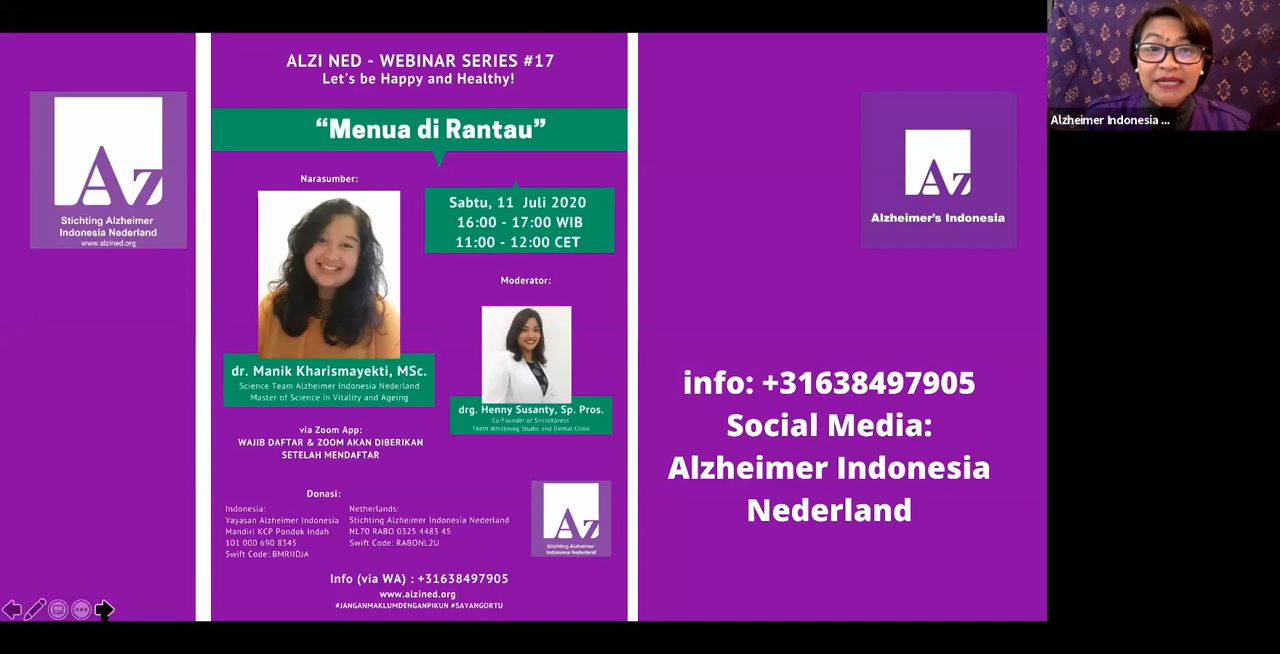 Az
Stichting Alzheimer
Indonesia Nederland
www.alzined.org
ALZI NED - WEBINAR SERIES #17
Let's be Happy and Healthy!
“Menua di Rantau”
Narasumber:
dr. Manik Kharismayekti, MSc.
Science Team Alzheimer Indonesia Nederland
Master of Science in Vitality and Ageing
Sabtu, 11 Juli 2020
16:00 - 17:00 WIB
11:00 - 12:00 CET
Moderator:
drg. Henny Susanty, Sp. Pros.
Co-Founder of SmileXpress
Teeth Whitening Studio and Dental Clinic
via Zoom App:
WAJIB DAFTAR & ZOOM AKAN DIBERIKAN
SETELAH MENDAFTAR
Donasi:
Indonesia:
Yayasan Alzheimer Indonesia
Mandiri KCP Pondok Indah
101 000 690 8345
Swift Code: BMRIIDJA
Netherlands:
Stichting Alzheimer Indonesia Nederland
NL70 RABO 0325 4483 45
Swift Code: RABONL2U
Az
Stichting Alzheimer
Indonesia Nederland
Info (via WA) : +31638497905
www.alzined.org
#JANGANMAKLUMDENGANPIKUN #SAYANGORTU
Az
Alzheimer's Indonesia
info: +31638497905
Social Media:
Alzheimer Indonesia
Nederland
Alzheimer Indonesia ...